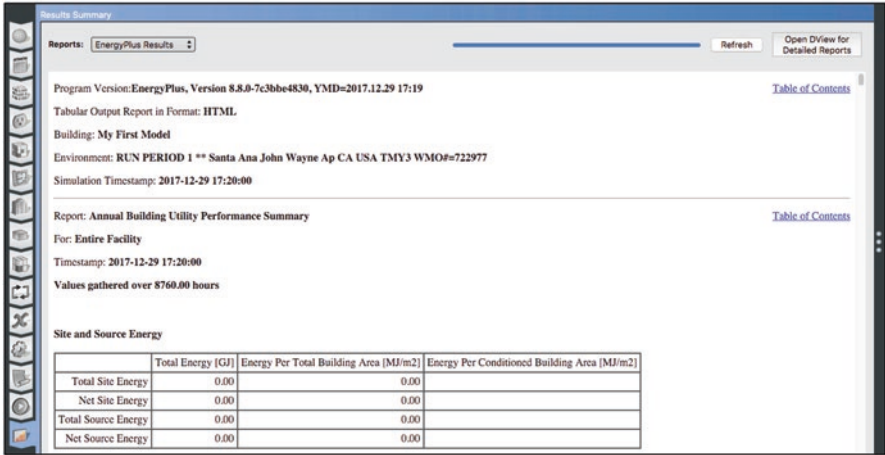 Results Summary
Reports: EnergyPlus Results Refresh Open DView for
Detailed Reports
Program Version:EnergyPlus, Version 8.8.0-7c3bbe4830, YMD=2017.12.29 17:19 Table of Contents
Tabular Output Report in Format: HTML
Building: My First Model
Environment: RUN PERIOD 1 ** Santa Ana John Wayne Ap CA USA TMY3 WMO#=722977
Simulation Timestamp: 2017-12-29 17:20:00
Report: Annual Building Utility Performance Summary Table of Contents
For: Entire Facility
Timestamp: 2017-12-29 17:20:00
Values gathered over 8760.00 hours
Site and Source Energy
Total Energy [GJ] Energy Per Total Building Area [MJ/m2] Energy Per Conditioned Building Area [MJ/m2]
Total Site Energy 0.00 0.00
Net Site Energy 0.00 0.00
Total Source Energy 0.00 0.00
Net Source Energy 0.00 0.00